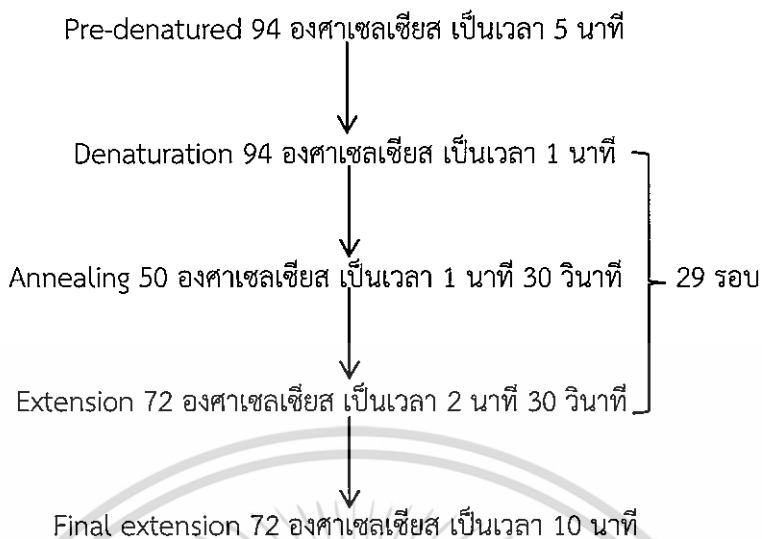 Pre-denatured 94 องศาเซลเซียส เป็นเวลา 5 นาที
Denaturation 94 องศาเซลเซียส เป็นเวลา 1 นาที
Annealing 50 องศาเซลเซียส เป็นเวลา 1 นาที 30 วินาที
29 รอบ
Extension 72 องศาเซลเซียส เป็นเวลา 2 นาที 30 วินาที
Final extension 72 องศาเซลเซียส เป็นเวลา 10 นาที